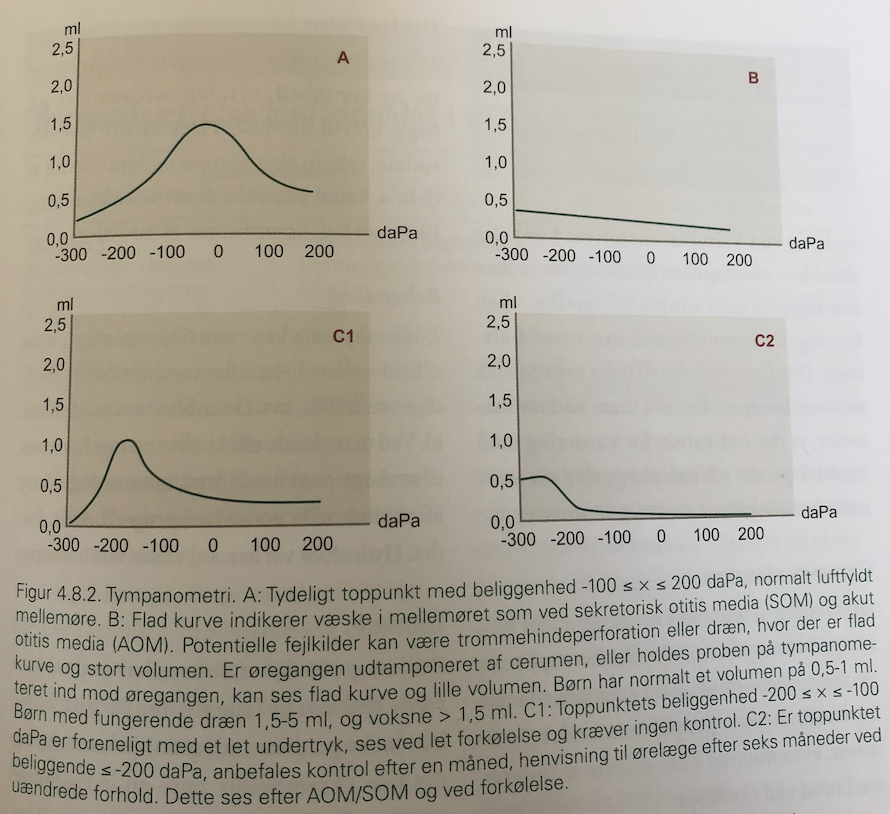 ml
2,5
2,0
1,5
1,0
0,5
0,0
-300 -200 -100 0 100 200
daPa
A
ml
2,5
2,0
1,5
1,0
0,5
0,0
-300 -200 -100 0 100 200
daPa
B
ml
2,5
2,0
1,5
1,0
0,5
0,0
-300 -200 -100 0 100 200
daPa
C1
ml
2,5
2,0
1,5
1,0
0,5
0,0
-300 -200 -100 0 100 200
daPa
C2
Figur 4.8.2. Tympanometri. A: Tydeligt toppunkt med beliggenhed -100 ≤ x ≤ 200 daPa, normalt luftfyldt
mellemøre. B: Flad kurve indikerer væske i mellemøret som ved sekretorisk otitis media (SOM) og akut
otitis media (AOM). Potentielle fejlkilder kan være trommehindeperforation eller dræn, hvor der er flad
kurve og stort volumen. Er øregangen udtamponeret af cerumen, eller holdes proben på tympanome-
teret ind mod øregangen, kan ses flad kurve og lille volumen. Børn har normalt et volumen på 0,5-1 ml.
Børn med fungerende dræn 1,5-5 ml, og voksne > 1,5 ml. C1: Toppunktets beliggenhed -200 ≤ x ≤ -100
daPa er foreneligt med et let undertryk, ses ved let forkølelse og kræver ingen kontrol. C2: Er toppunktet
beliggende ≤ -200 daPa, anbefales kontrol efter en måned, henvisning til ørelæge efter seks måneder ved
uændrede forhold. Dette ses efter AOM/SOM og ved forkølelse.